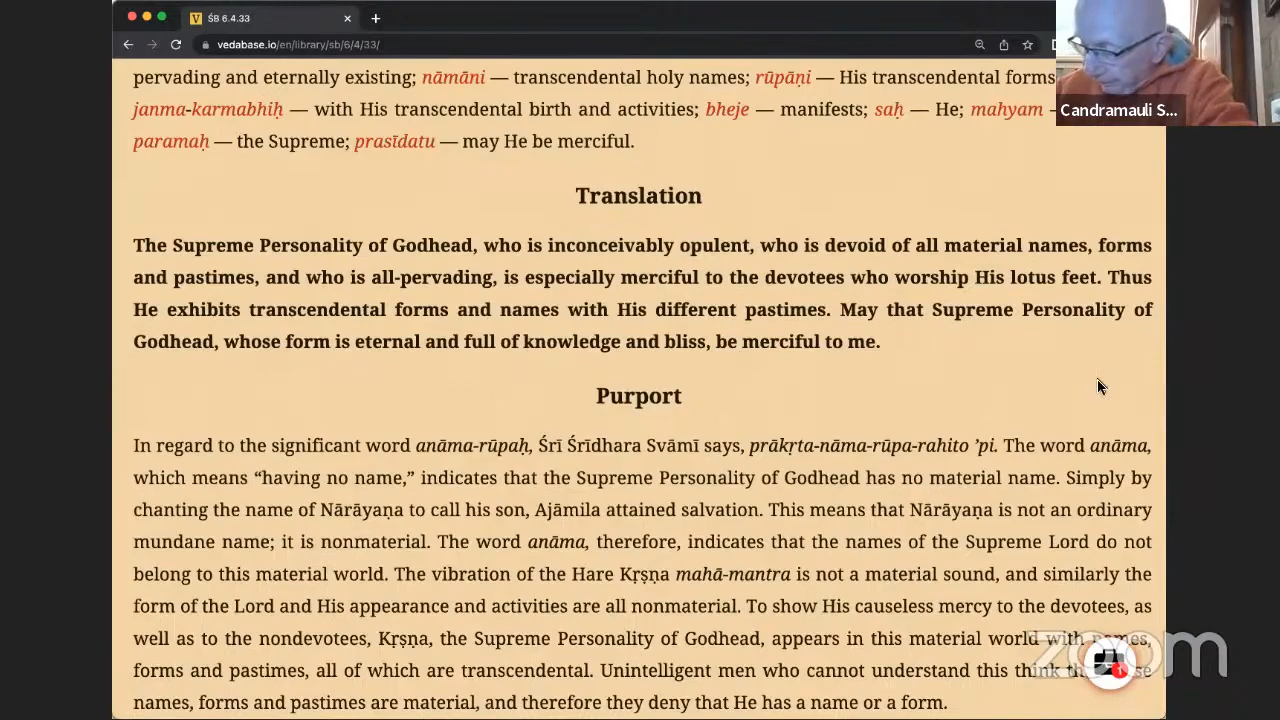 ŚB 6.4.33
vedabase.io/en/library/sb/6/4/33/
pervading and eternally existing; nāmāni — transcendental holy names; rūpāṇi — His transcendental forms
janma-karmabhiḥ — with His transcendental birth and activities; bheje — manifests; saḥ — He; mahyam -
Candramauli S...
paramaḥ — the Supreme; prasīdatu — may He be merciful.
Translation
The Supreme Personality of Godhead, who is inconceivably opulent, who is devoid of all material names, forms
and pastimes, and who is all-pervading, is especially merciful to the devotees who worship His lotus feet. Thus
He exhibits transcendental forms and names with His different pastimes. May that Supreme Personality of
Godhead, whose form is eternal and full of knowledge and bliss, be merciful to me.
Purport
In regard to the significant word anāma-rūpaḥ, Śrī Śrīdhara Svāmī says, prākṛta-nāma-rūpa-rahito ’pi. The word anāma,
which means “having no name,” indicates that the Supreme Personality of Godhead has no material name. Simply by
chanting the name of Nārāyaṇa to call his son, Ajāmila attained salvation. This means that Nārāyaṇa is not an ordinary
mundane name; it is nonmaterial. The word anāma, therefore, indicates that the names of the Supreme Lord do not
belong to this material world. The vibration of the Hare Kṛṣṇa mahā-mantra is not a material sound, and similarly the
form of the Lord and His appearance and activities are all nonmaterial. To show His causeless mercy to the devotees, as
well as to the nondevotees, Kṛṣṇa, the Supreme Personality of Godhead, appears in this material world with names,
forms and pastimes, all of which are transcendental. Unintelligent men who cannot understand this think
names, forms and pastimes are material, and therefore they deny that He has a name or a form.
zoom